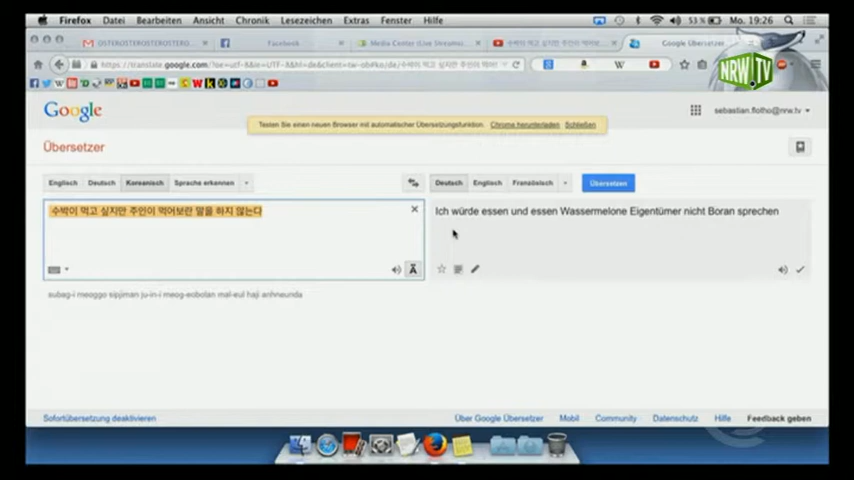 Firefox Datei Bearbeiten Ansicht Chronik Lesezeichen Extras Fenster Hilfe 53 % Mo. 19:26
OSTEROSTEROSTEROSTERO... Facebook Media Center (Live Streams... Google Übersetzer
NRW.TV
Google
sebastian.flotho@nrw.tv
Testen Sie einen neuen Browser mit automatischer Übersetzungsfunktion. Chrome herunterladen Schließen
Übersetzer
Englisch Deutsch Koreanisch Sprache erkennen Deutsch Englisch Französisch Übersetzen
수박이 먹고 싶지만 주인이 먹어보란 말을 하지 않는다
Ich würde essen und essen Wassermelone Eigentümer nicht Boran sprechen
Ä
subag-i meoggo sipjiman ju-in-i meog-eobolan mal-eul haji anhneunda
Sofortübersetzung deaktivieren Über Google Übersetzer Mobil Community Datenschutz Hilfe Feedback geben